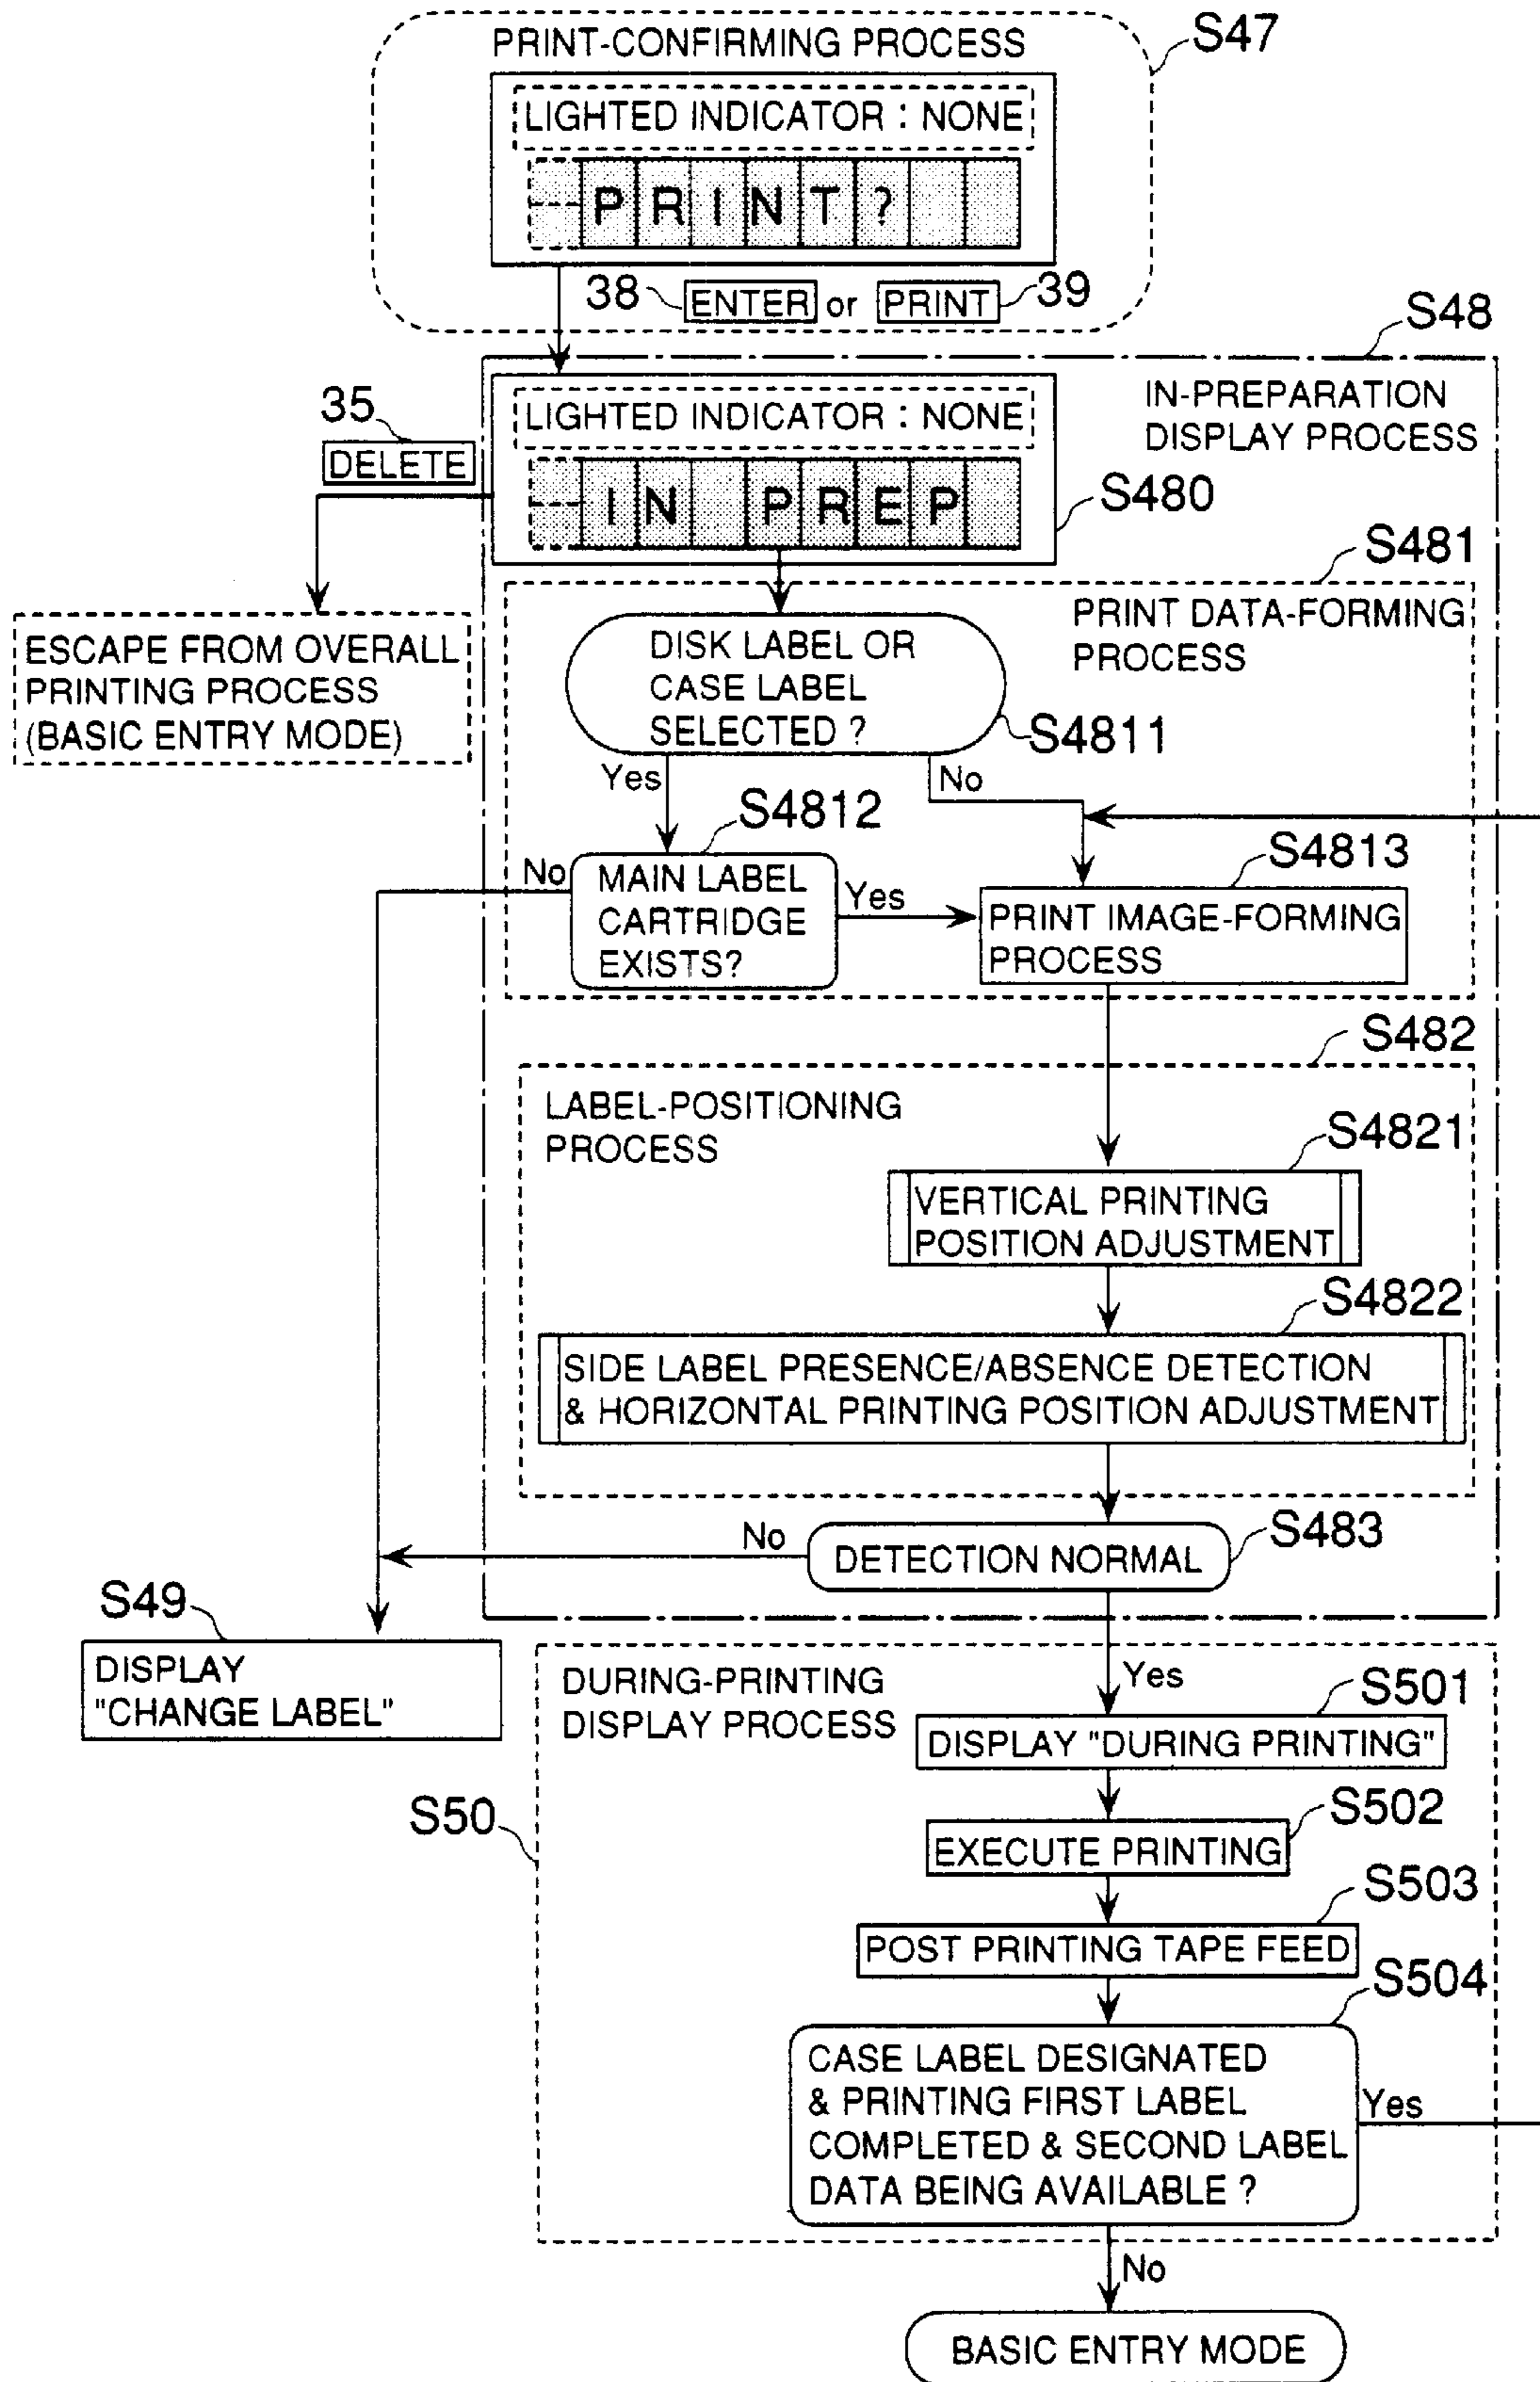 PRINT-CONFIRMING PROCESS
S47
LIGHTED INDICATOR : NONE
PRINT?
38
ENTER or PRINT
39
S48
35
DELETE
LIGHTED INDICATOR : NONE
IN PREP
IN-PREPARATION
DISPLAY PROCESS
S480
S481
ESCAPE FROM OVERALL
PRINTING PROCESS
(BASIC ENTRY MODE)
DISK LABEL OR
CASE LABEL
SELECTED ?
PRINT DATA-FORMING
PROCESS
S4811
Yes
No
S4812
S4813
No
MAIN LABEL
CARTRIDGE
EXISTS?
Yes
PRINT IMAGE-FORMING
PROCESS
S482
LABEL-POSITIONING
PROCESS
S4821
VERTICAL PRINTING
POSITION ADJUSTMENT
S4822
SIDE LABEL PRESENCE/ABSENCE DETECTION
& HORIZONTAL PRINTING POSITION ADJUSTMENT
No
DETECTION NORMAL
S483
S49
DISPLAY
"CHANGE LABEL"
DURING-PRINTING
DISPLAY PROCESS
Yes
S501
DISPLAY "DURING PRINTING"
S50
S502
EXECUTE PRINTING
S503
POST PRINTING TAPE FEED
S504
CASE LABEL DESIGNATED
& PRINTING FIRST LABEL
COMPLETED & SECOND LABEL
DATA BEING AVAILABLE ?
Yes
No
BASIC ENTRY MODE